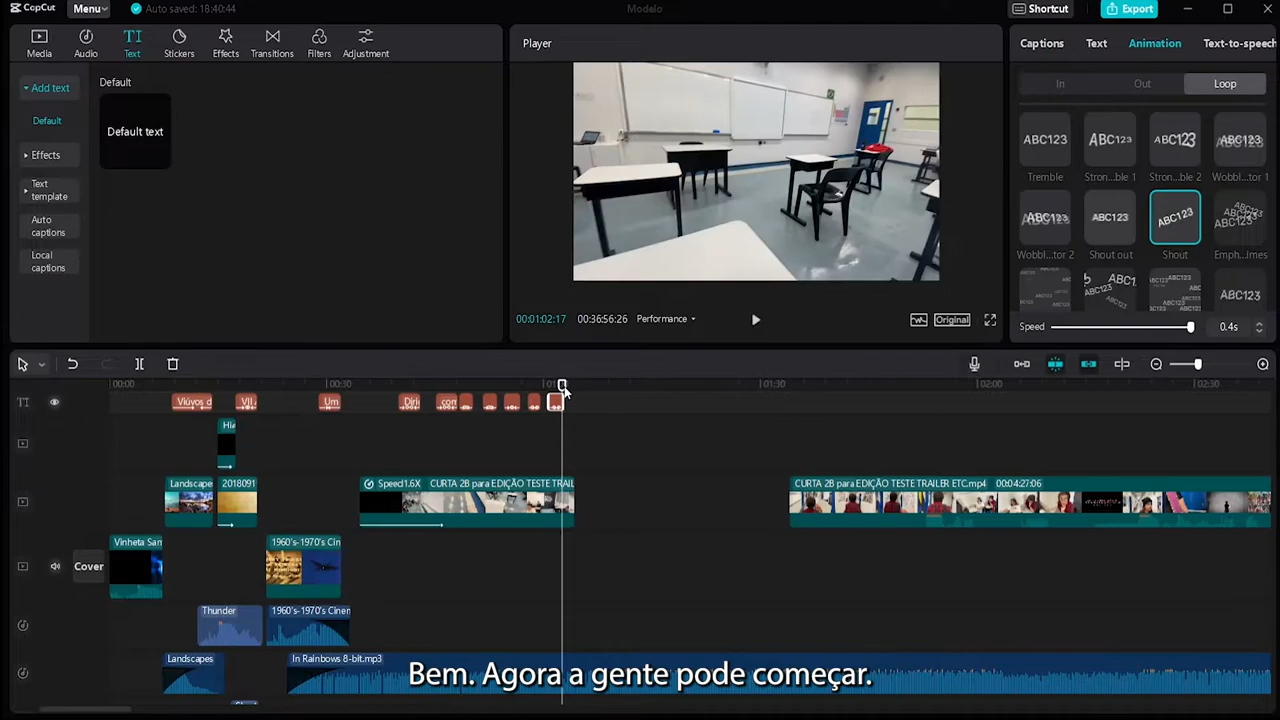 CapCut
Menu
Auto saved: 18:40:44
Modelo
Shortcut
Export
Media
Audio
TI
Text
Stickers
Effects
Transitions
Filters
Adjustment
Add text
Default
Effects
Text template
Auto captions
Local captions
Default
Default text
Player
00:01:02:17
00:36:56:26
Performance
Original
Captions
Text
Animation
Text-to-speech
In
Out
Loop
ABC123
ABC123
ABC123
ABC123
Tremble
Stron...ble 1
Stron...ble 2
Wobbl...tor 1
ABC123
ABC123
ABC123
ABC123
Wobbl...tor 2
Shout out
Shout
Emph...imes
ABC123
Speed
0.4s
00:00
00:30
01:30
02:00
02:30
TI
Viúvos d
VII
Um
Diri
com
Landscapes
2018091
Speed1.6X
CURTA 2B para EDIÇÃO TESTE TRAIL
CURTA 2B para EDIÇÃO TESTE TRAILER ETC.mp4
00:04:27:06
Cover
Vinheta San
1960's-1970's Cin
Thunder
1960's-1970's Cinem
Landscapes
In Rainbows 8-bit.mp3
Bem. Agora a gente pode começar.